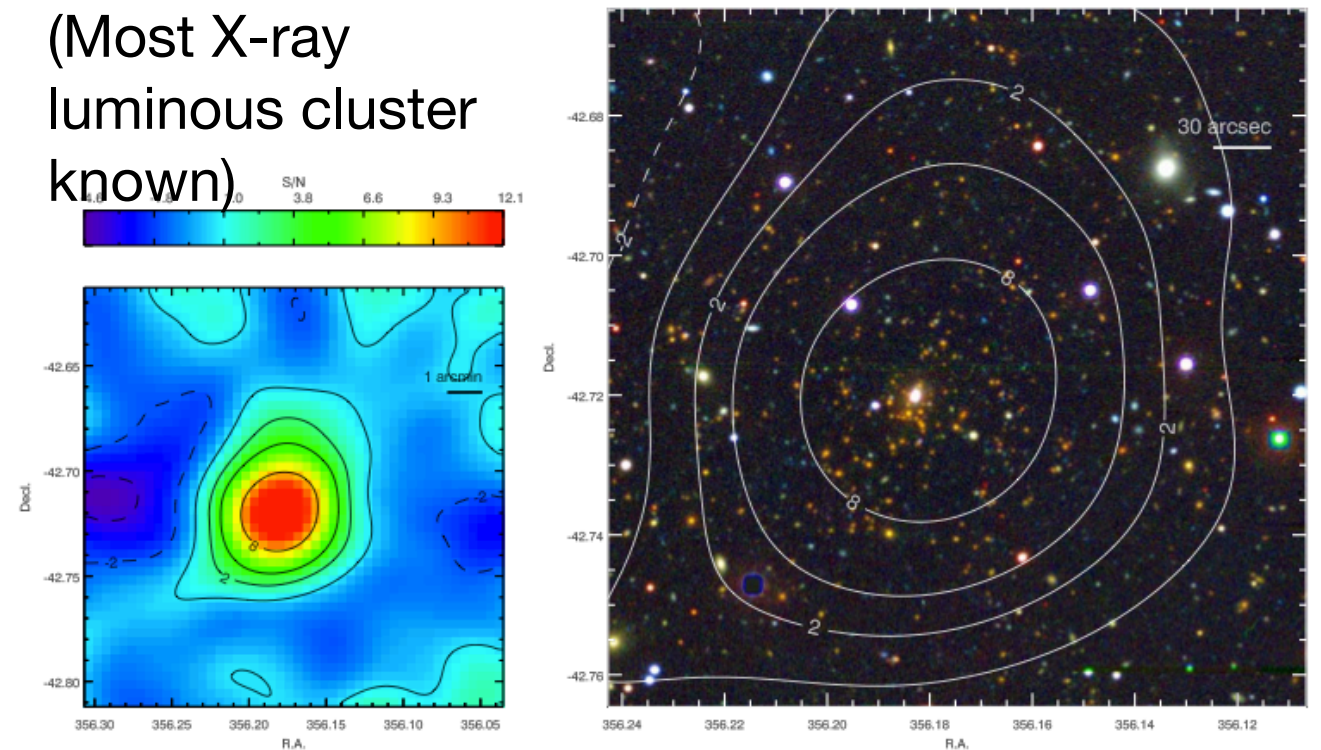 (Most X-ray
luminous cluster
known)
S/N
3.8 6.6 9.3 12.1
1 arcmin
-42.65
-42.70
-42.75
-42.80
Decl.
-2
-2
8
2
356.30 356.25 356.20 356.15 356.10 356.05
R.A.
30 arcsec
-42.68
-42.70
-42.72
-42.74
-42.76
Decl.
2
-2
8
2
2
8
2
356.24 356.22 356.20 356.18 356.16 356.14 356.12
R.A.